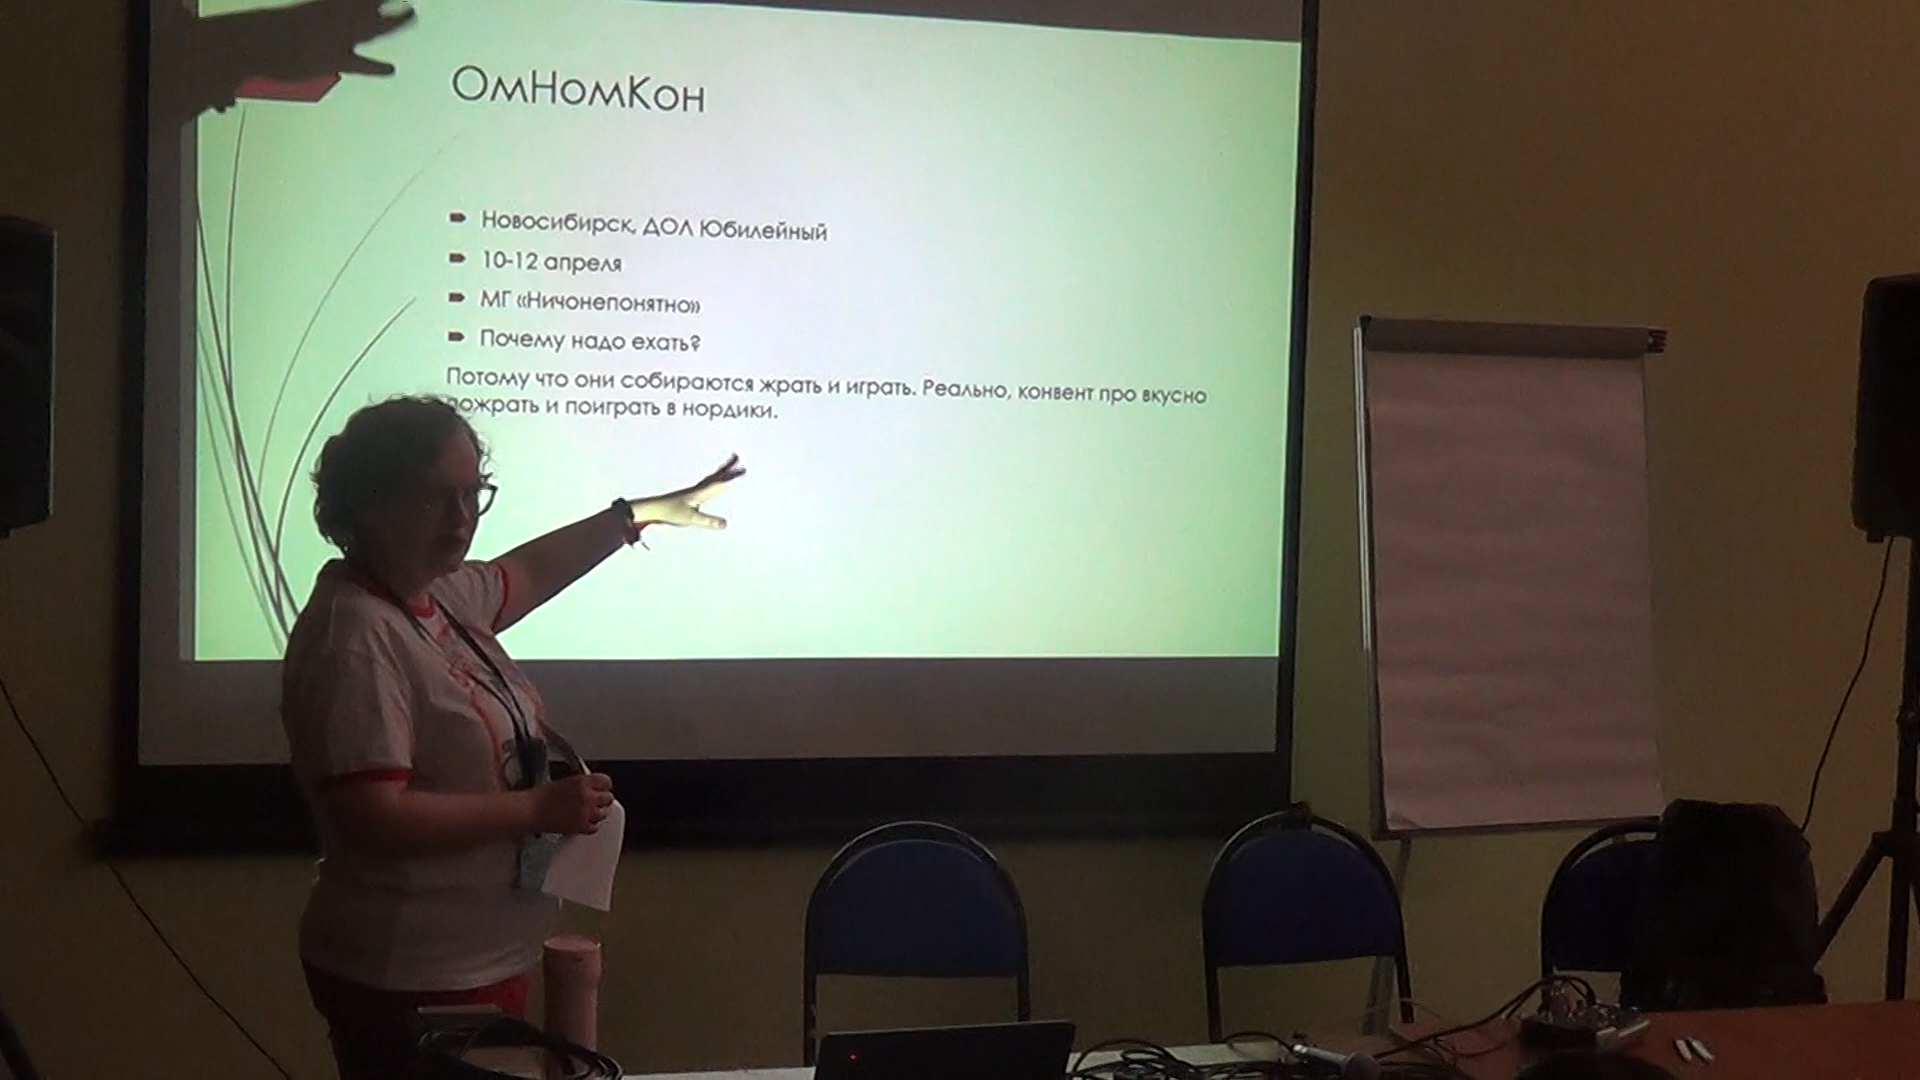 ОмНомКон
Новосибирск, ДОЛ Юбилейный
10-12 апреля
МГ «Ничонепонятно»
Почему надо ехать?
Потому что они собираются жрать и играть. Реально, конвент про вкусно
пожрать и поиграть в нордики.